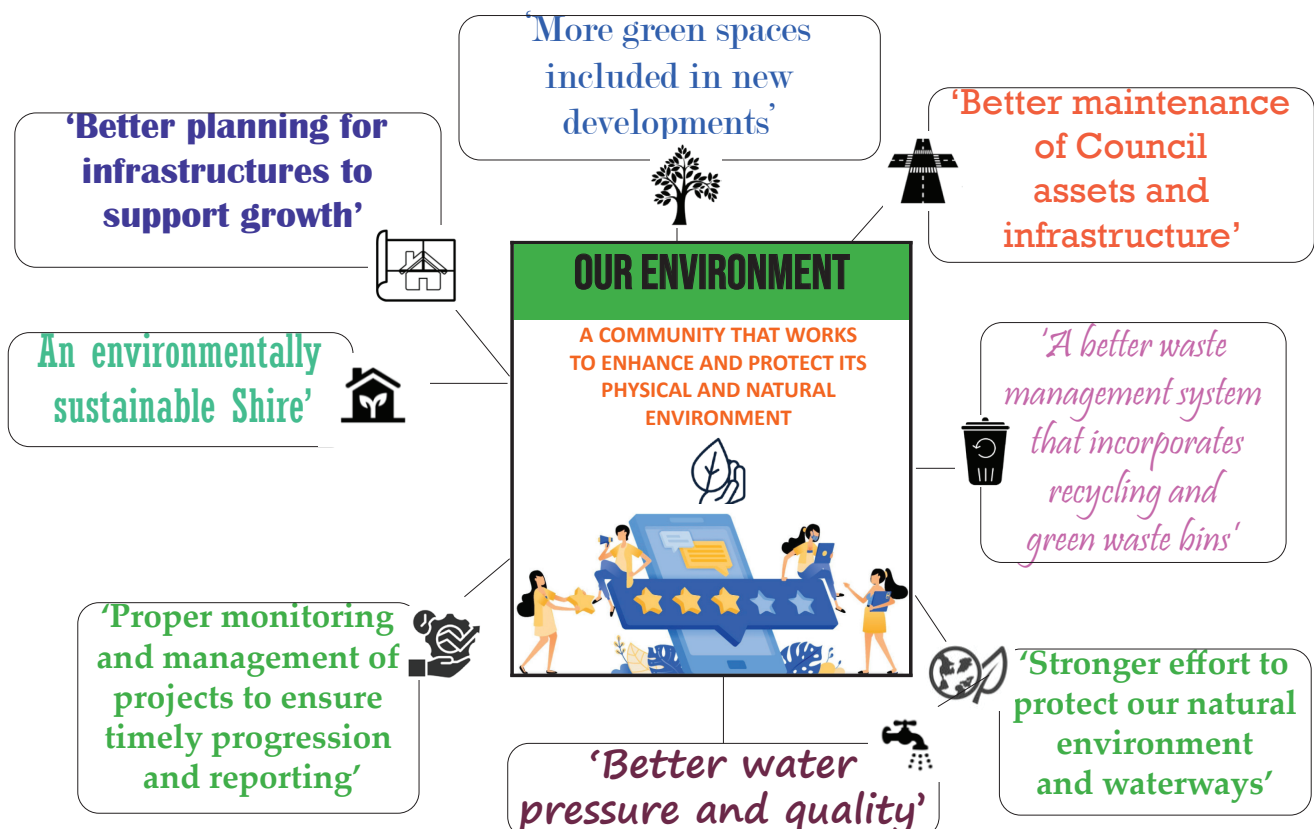 ‘More green spaces
included in new
developments’
‘Better planning for
infrastructures to
support growth’
‘Better maintenance
of Council
assets and
infrastructure’
OUR ENVIRONMENT
A COMMUNITY THAT WORKS
TO ENHANCE AND PROTECT ITS
PHYSICAL AND NATURAL
ENVIRONMENT
An environmentally
sustainable Shire’
‘A better waste
management system
that incorporates
recycling and
green waste bins’
‘Proper monitoring
and management of
projects to ensure
timely progression
and reporting’
‘Stronger effort to
protect our natural
environment
and waterways’
‘Better water
pressure and quality’